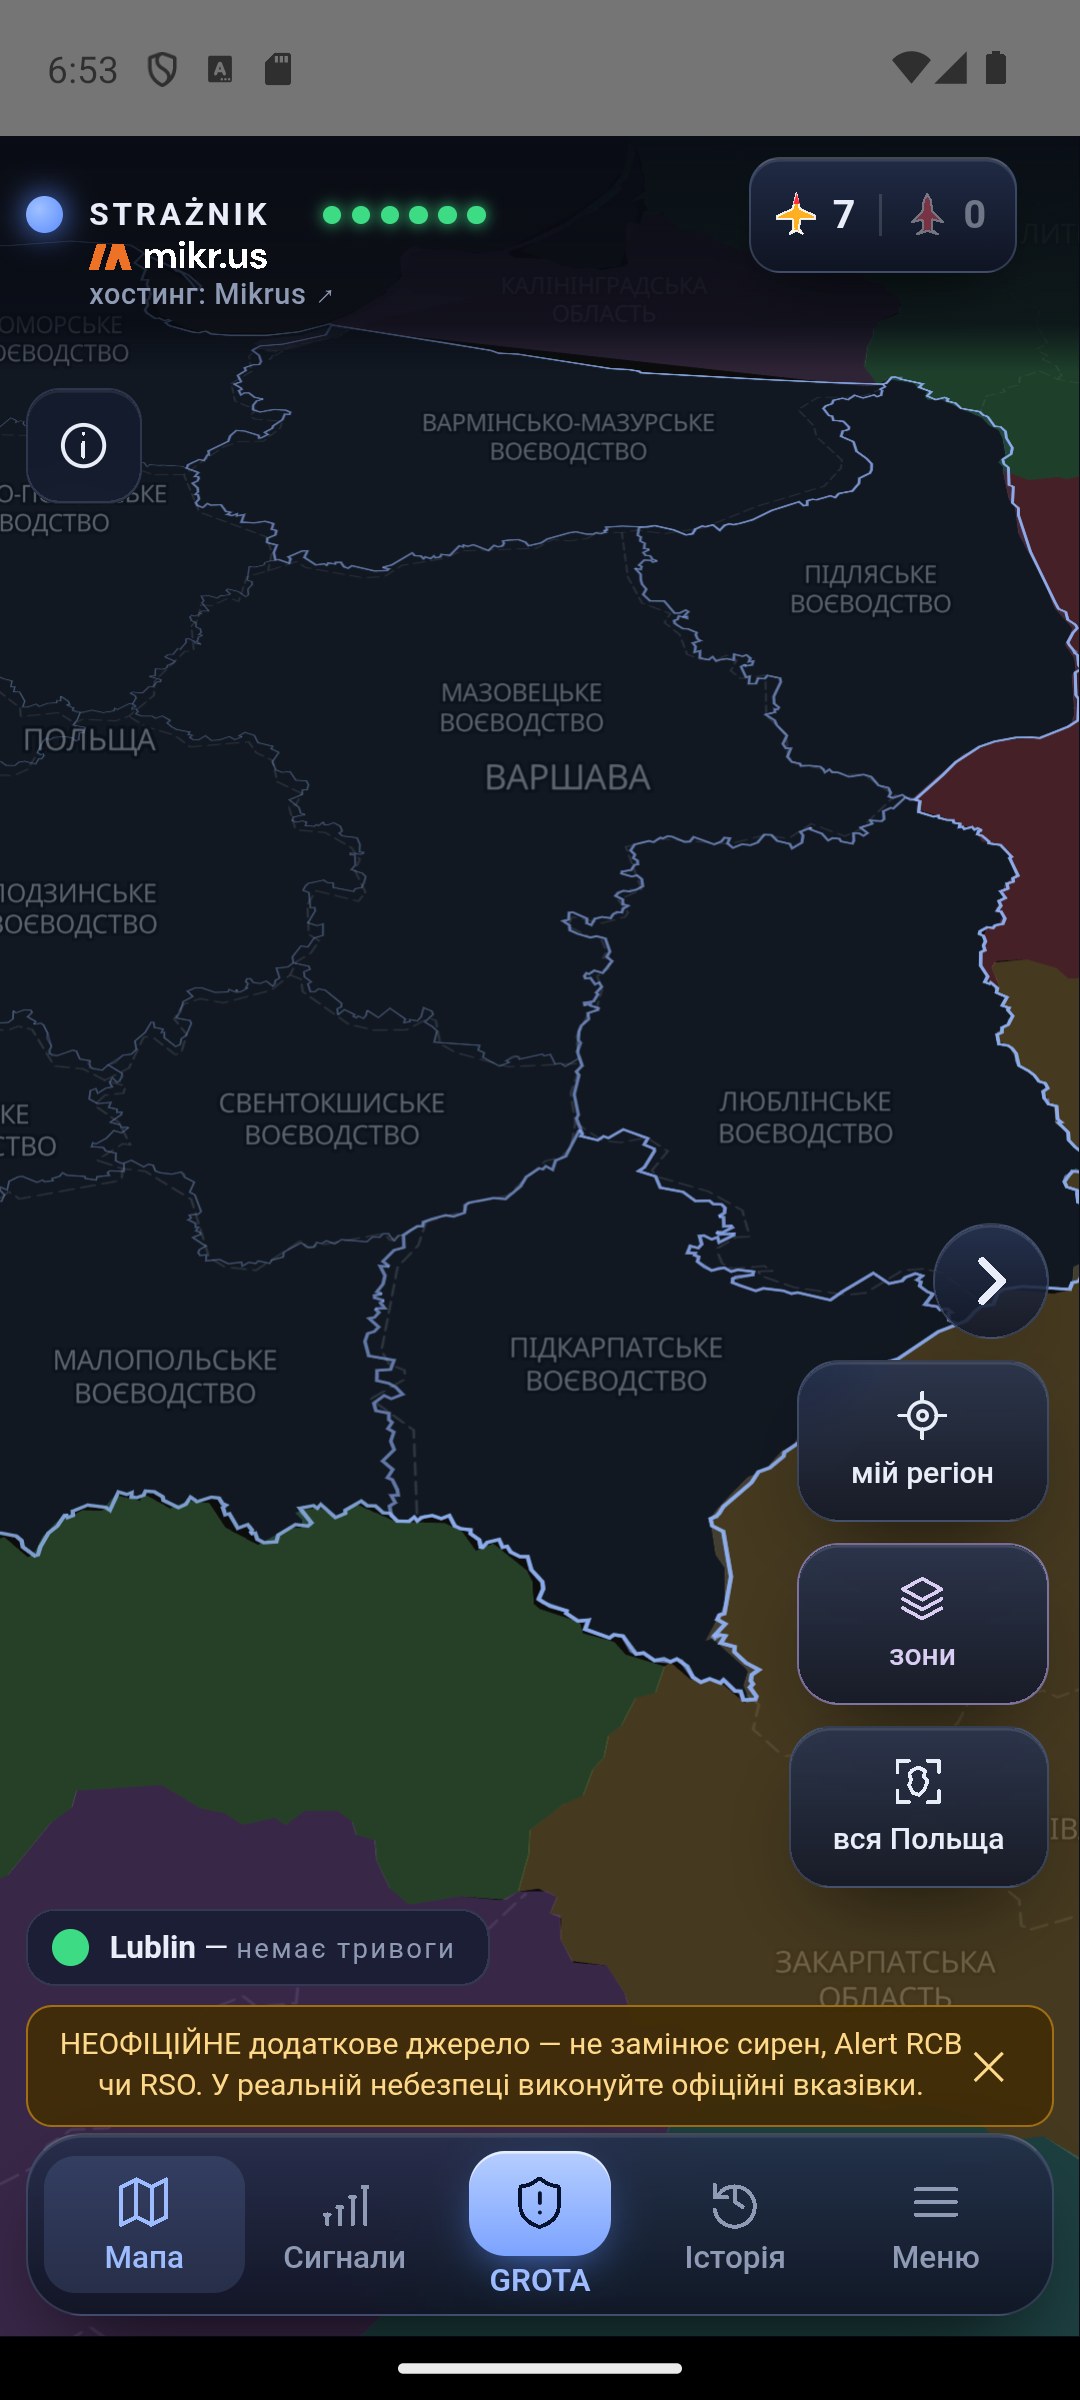 6:53
STRAŻNIK
mikr.us
хостинг: Mikrus ↗
7 | 0
КАЛІНІНГРАДСЬКА
ОБЛАСТЬ
ВАРМІНСЬКО-МАЗУРСЬКЕ
ВОЄВОДСТВО
ПІДЛЯСЬКЕ
ВОЄВОДСТВО
МАЗОВЕЦЬКЕ
ВОЄВОДСТВО
ПОЛЬЩА
ВАРШАВА
ЛОДЗИНСЬКЕ
ВОЄВОДСТВО
СВЕНТОКШИСЬКЕ
ВОЄВОДСТВО
ЛЮБЛІНСЬКЕ
ВОЄВОДСТВО
МАЛОПОЛЬСЬКЕ
ВОЄВОДСТВО
ПІДКАРПАТСЬКЕ
ВОЄВОДСТВО
мій регіон
зони
вся Польща
Lublin — немає тривоги
ЗАКАРПАТСЬКА
ОБЛАСТЬ
НЕОФІЦІЙНЕ додаткове джерело — не замінює сирен, Alert RCB
чи RSO. У реальній небезпеці виконуйте офіційні вказівки.
Мапа
Сигнали
GROTA
Історія
Меню